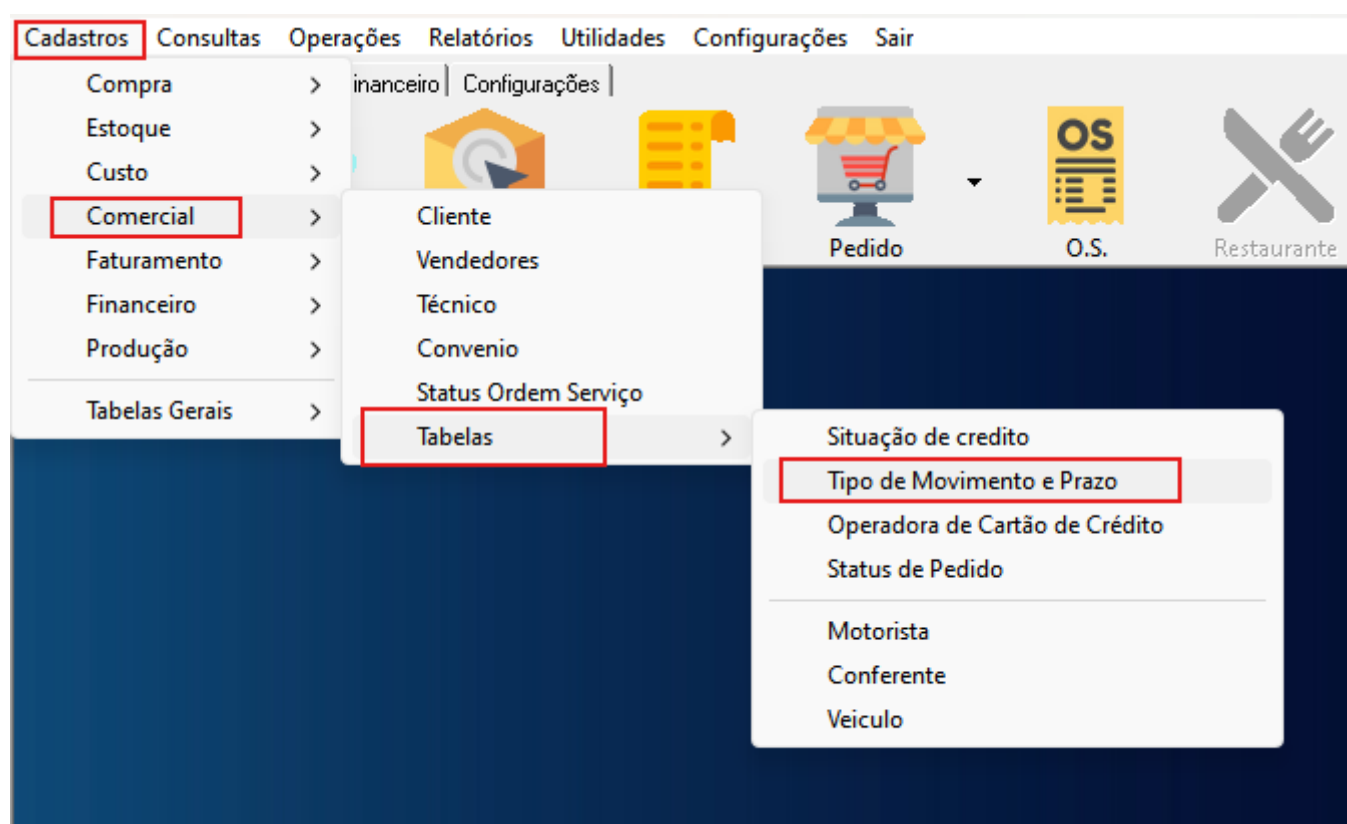 Cadastros Consultas Operações Relatórios Utilidades Configurações Sair
inanceiro Configurações
Compra
Estoque
Custo
Comercial
Faturamento
Financeiro
Produção
Tabelas Gerais
Cliente
Vendedores
Técnico
Convenio
Status Ordem Serviço
Tabelas
Situação de credito
Tipo de Movimento e Prazo
Operadora de Cartão de Crédito
Status de Pedido
Motorista
Conferente
Veiculo
OS
Pedido O.S. Restaurante